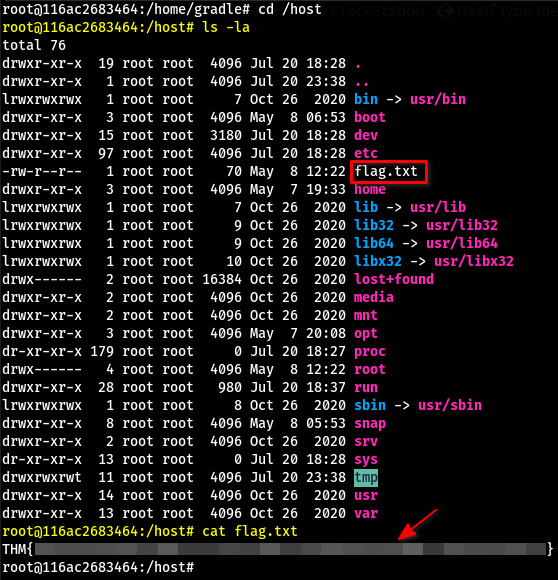 CrackStation Hash Type Ide
root@116ac2683464:/home/gradle# cd /host
root@116ac2683464:/host# ls -la
total 76
drwxr-xr-x 19 root root 4096 Jul 20 18:28 .
drwxr-xr-x 1 root root 4096 Jul 20 23:38 ..
lrwxrwxrwx 1 root root 7 Oct 26 2020 bin -> usr/bin
drwxr-xr-x 3 root root 4096 May 8 06:53 boot
drwxr-xr-x 15 root root 3180 Jul 20 18:28 dev
drwxr-xr-x 97 root root 4096 Jul 20 18:28 etc
-rw-r--r-- 1 root root 70 May 8 12:22 flag.txt
drwxr-xr-x 3 root root 4096 May 7 19:33 home
lrwxrwxrwx 1 root root 7 Oct 26 2020 lib -> usr/lib
lrwxrwxrwx 1 root root 9 Oct 26 2020 lib32 -> usr/lib32
lrwxrwxrwx 1 root root 9 Oct 26 2020 lib64 -> usr/lib64
lrwxrwxrwx 1 root root 10 Oct 26 2020 libx32 -> usr/libx32
drwx------ 2 root root 16384 Oct 26 2020 lost+found
drwxr-xr-x 2 root root 4096 Oct 26 2020 media
drwxr-xr-x 2 root root 4096 Oct 26 2020 mnt
drwxr-xr-x 3 root root 4096 May 7 20:08 opt
dr-xr-xr-x 179 root root 0 Jul 20 18:27 proc
drwx------ 4 root root 4096 May 8 12:22 root
drwxr-xr-x 28 root root 980 Jul 20 18:37 run
lrwxrwxrwx 1 root root 8 Oct 26 2020 sbin -> usr/sbin
drwxr-xr-x 8 root root 4096 May 8 05:53 snap
drwxr-xr-x 2 root root 4096 Oct 26 2020 srv
dr-xr-xr-x 13 root root 0 Jul 20 18:28 sys
drwxrwxrwt 11 root root 4096 Jul 20 23:38 tmp
drwxr-xr-x 14 root root 4096 Oct 26 2020 usr
drwxr-xr-x 13 root root 4096 Oct 26 2020 var
root@116ac2683464:/host# cat flag.txt
THM{ }
root@116ac2683464:/host#